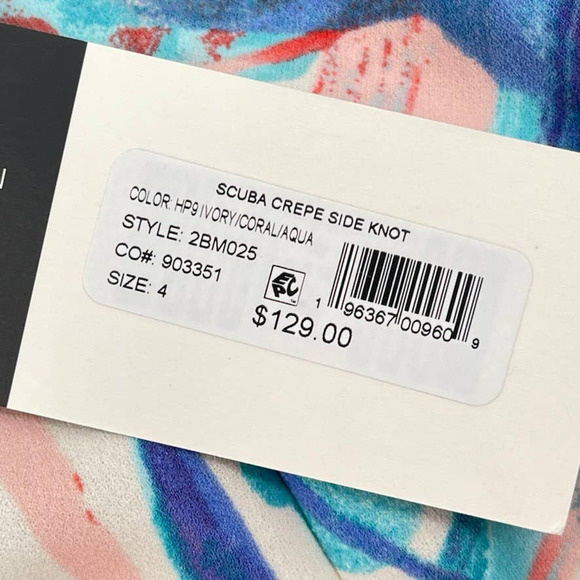 SCUBA CREPE SIDE KNOT
COLOR: HP9 IVORY/CORAL/AQUA
STYLE: 2BM025
CO#: 903351
SIZE: 4
EPC
$129.00
1 96367 00960 9